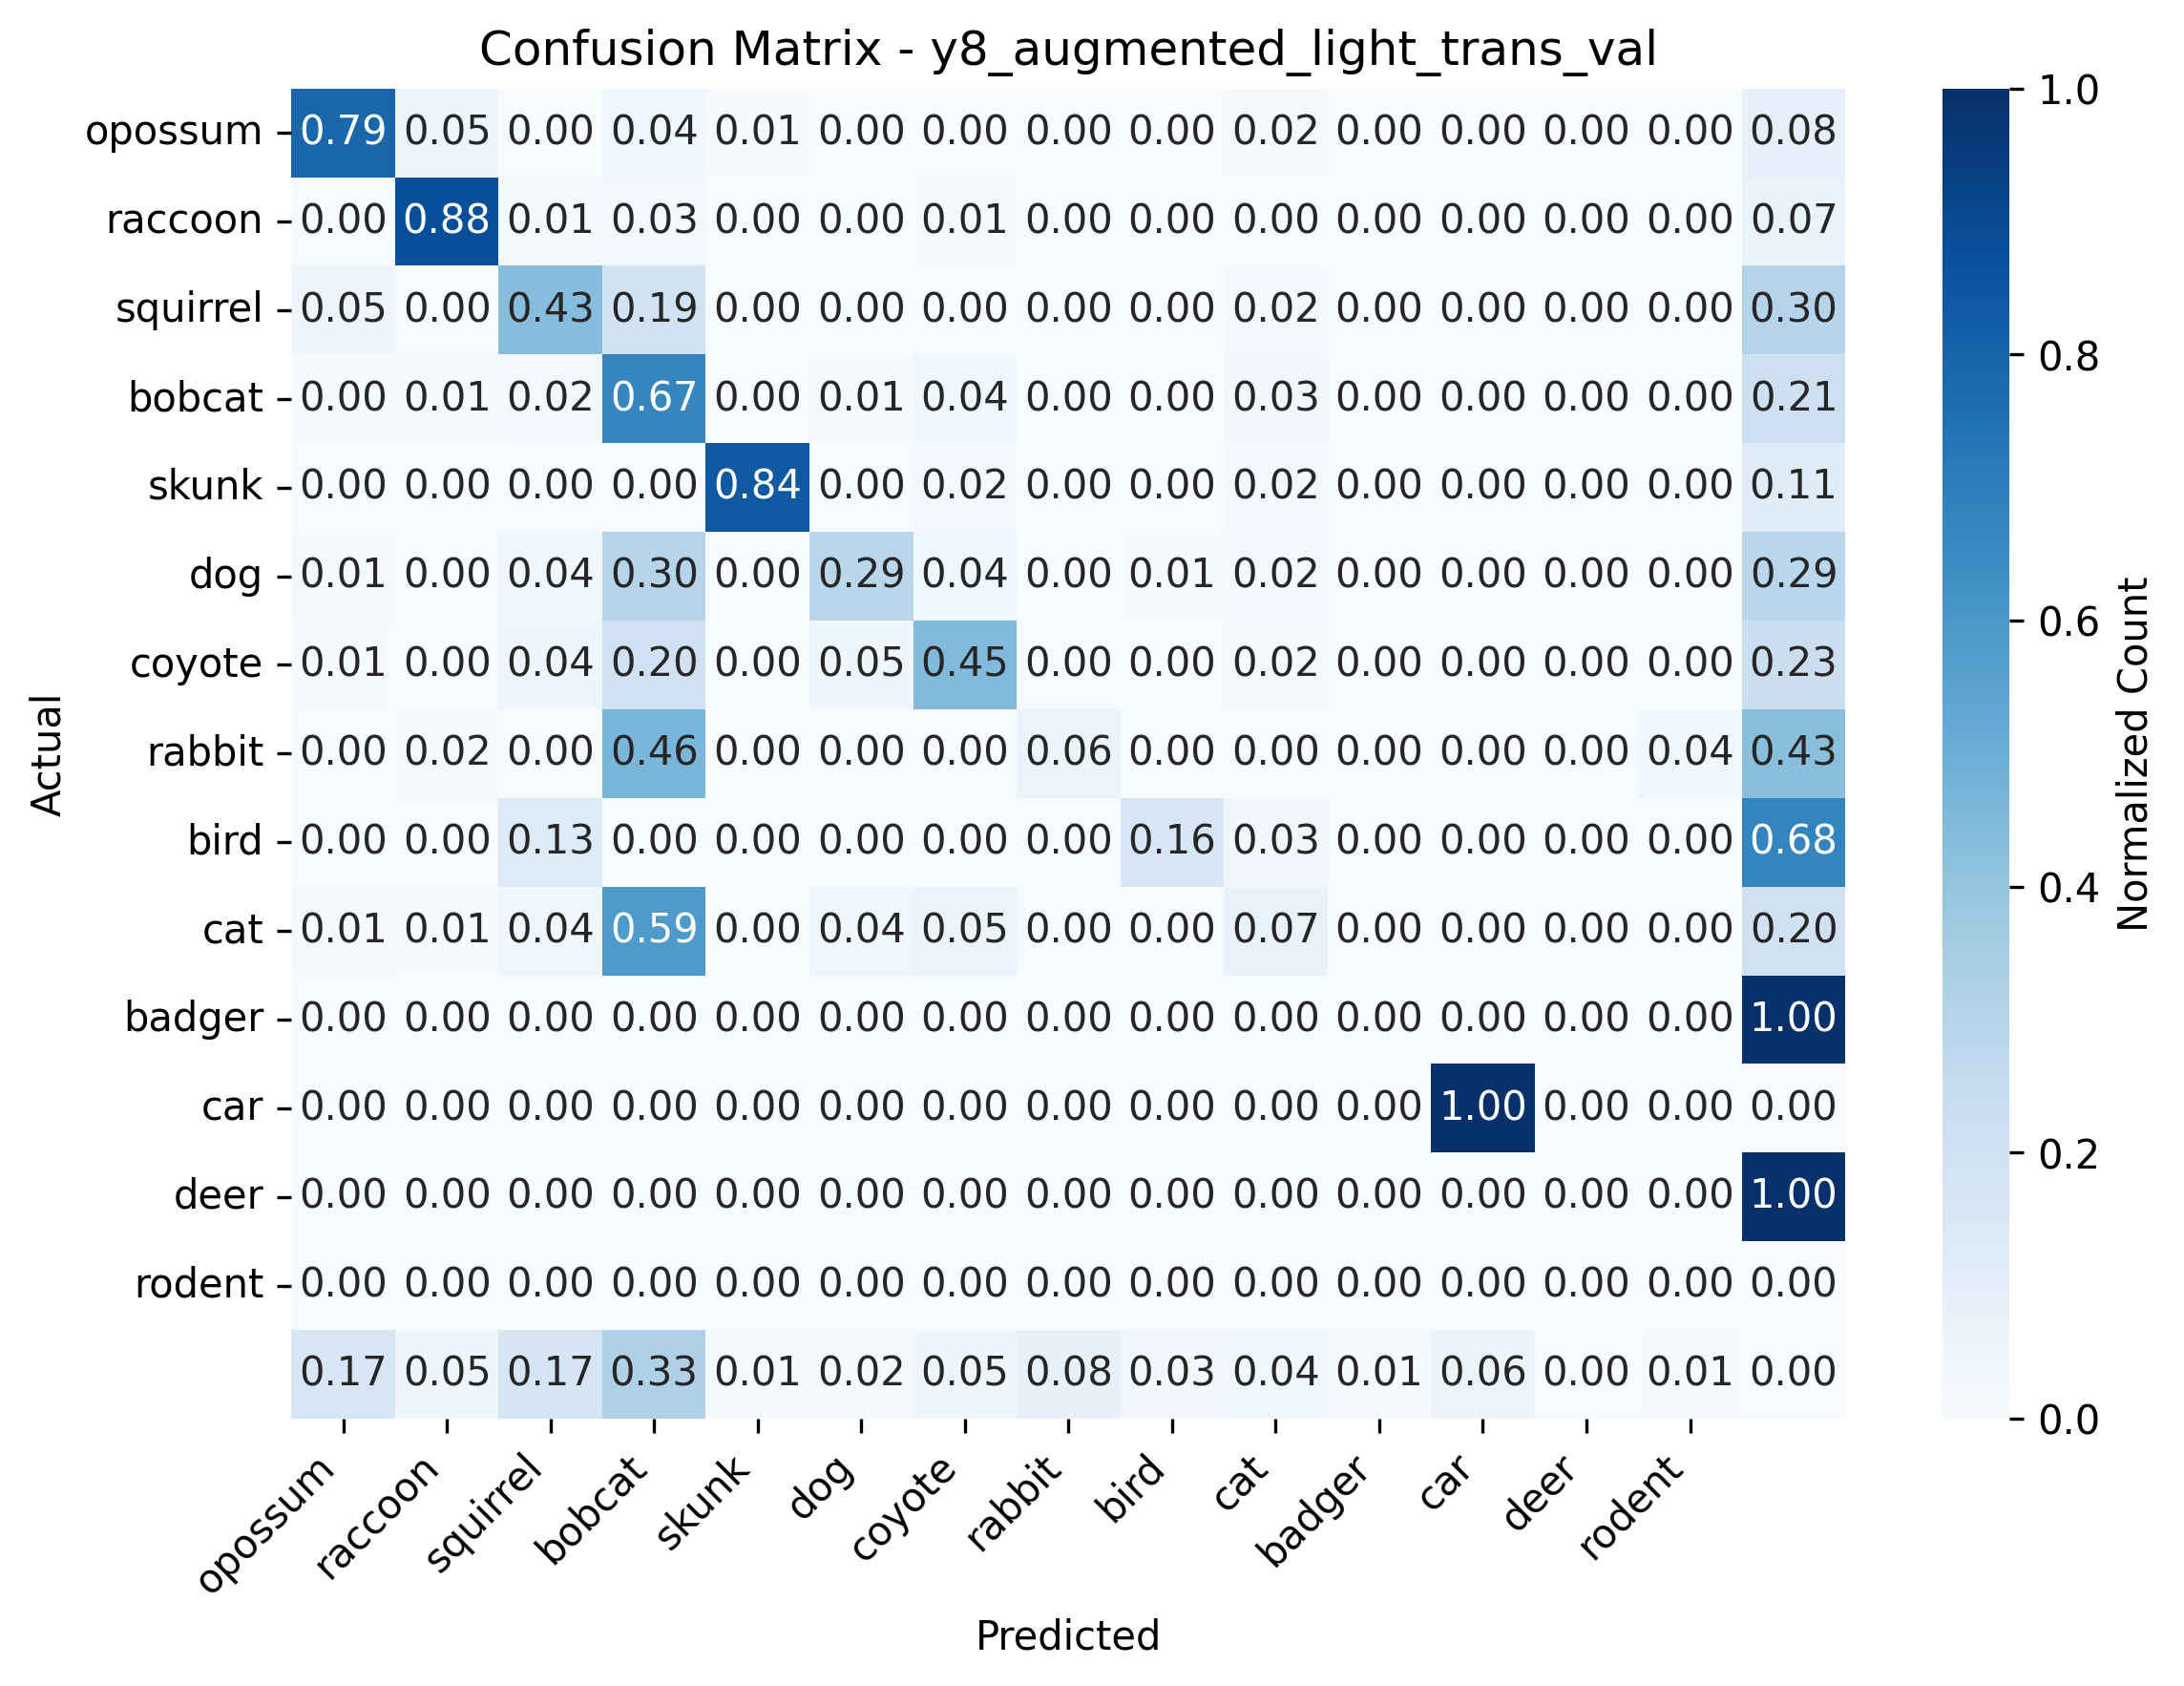 Confusion Matrix - y8_augmented_light_trans_val
opossum 0.79 0.05 0.00 0.04 0.01 0.00 0.00 0.00 0.00 0.02 0.00 0.00 0.00 0.00 0.08
raccoon 0.00 0.88 0.01 0.03 0.00 0.00 0.01 0.00 0.00 0.00 0.00 0.00 0.00 0.00 0.07
squirrel 0.05 0.00 0.43 0.19 0.00 0.00 0.00 0.00 0.00 0.02 0.00 0.00 0.00 0.00 0.30
bobcat 0.00 0.01 0.02 0.67 0.00 0.01 0.04 0.00 0.00 0.03 0.00 0.00 0.00 0.00 0.21
skunk 0.00 0.00 0.00 0.00 0.84 0.00 0.02 0.00 0.00 0.02 0.00 0.00 0.00 0.00 0.11
dog 0.01 0.00 0.04 0.30 0.00 0.29 0.04 0.00 0.01 0.02 0.00 0.00 0.00 0.00 0.29
coyote 0.01 0.00 0.04 0.20 0.00 0.05 0.45 0.00 0.00 0.02 0.00 0.00 0.00 0.00 0.23
rabbit 0.00 0.02 0.00 0.46 0.00 0.00 0.00 0.06 0.00 0.00 0.00 0.00 0.00 0.04 0.43
bird 0.00 0.00 0.13 0.00 0.00 0.00 0.00 0.00 0.16 0.03 0.00 0.00 0.00 0.00 0.68
cat 0.01 0.01 0.04 0.59 0.00 0.04 0.05 0.00 0.00 0.07 0.00 0.00 0.00 0.00 0.20
badger 0.00 0.00 0.00 0.00 0.00 0.00 0.00 0.00 0.00 0.00 0.00 0.00 0.00 0.00 1.00
car 0.00 0.00 0.00 0.00 0.00 0.00 0.00 0.00 0.00 0.00 0.00 1.00 0.00 0.00 0.00
deer 0.00 0.00 0.00 0.00 0.00 0.00 0.00 0.00 0.00 0.00 0.00 0.00 0.00 0.00 1.00
rodent 0.00 0.00 0.00 0.00 0.00 0.00 0.00 0.00 0.00 0.00 0.00 0.00 0.00 0.00 0.00
0.17 0.05 0.17 0.33 0.01 0.02 0.05 0.08 0.03 0.04 0.01 0.06 0.00 0.01 0.00
opossum raccoon squirrel bobcat skunk dog coyote rabbit bird cat badger car deer rodent
Predicted
Actual
1.0
0.8
0.6
0.4
0.2
0.0
Normalized Count